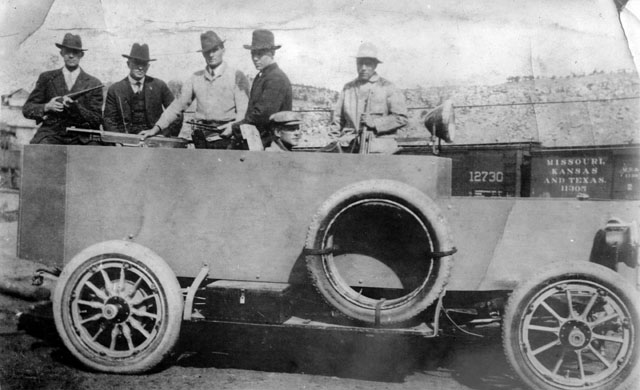 12730
MISSOURI,
KANSAS
AND TEXAS.
11305